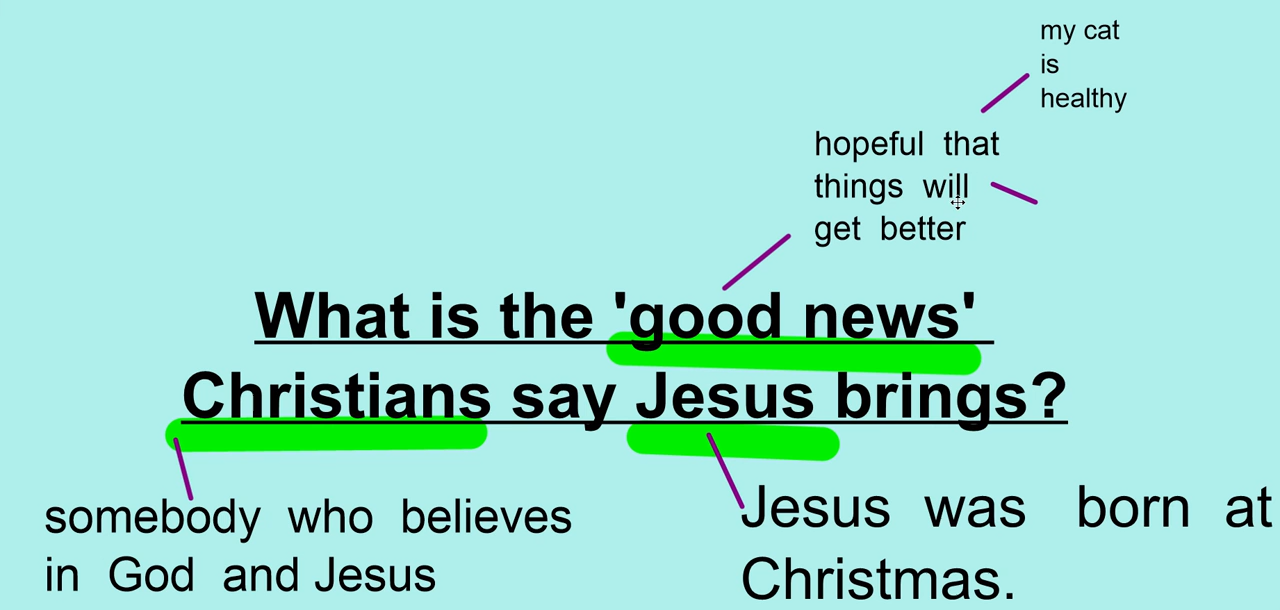 my cat
is
healthy
hopeful that
things will
get better
What is the 'good news'
Christians say Jesus brings?
somebody who believes
in God and Jesus
Jesus was born at
Christmas.